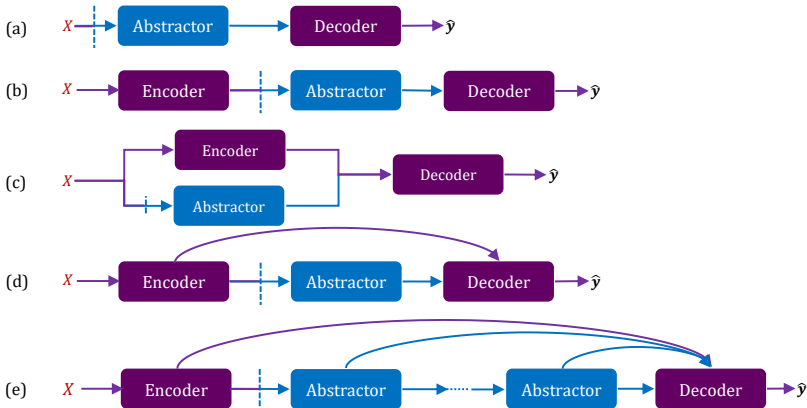 (a) X Abstractor Decoder ŷ
(b) X Encoder Abstractor Decoder ŷ
Encoder
(c) X Decoder ŷ
Abstractor
(d) X Encoder Abstractor Decoder ŷ
(e) X Encoder Abstractor ...... Abstractor Decoder ŷ